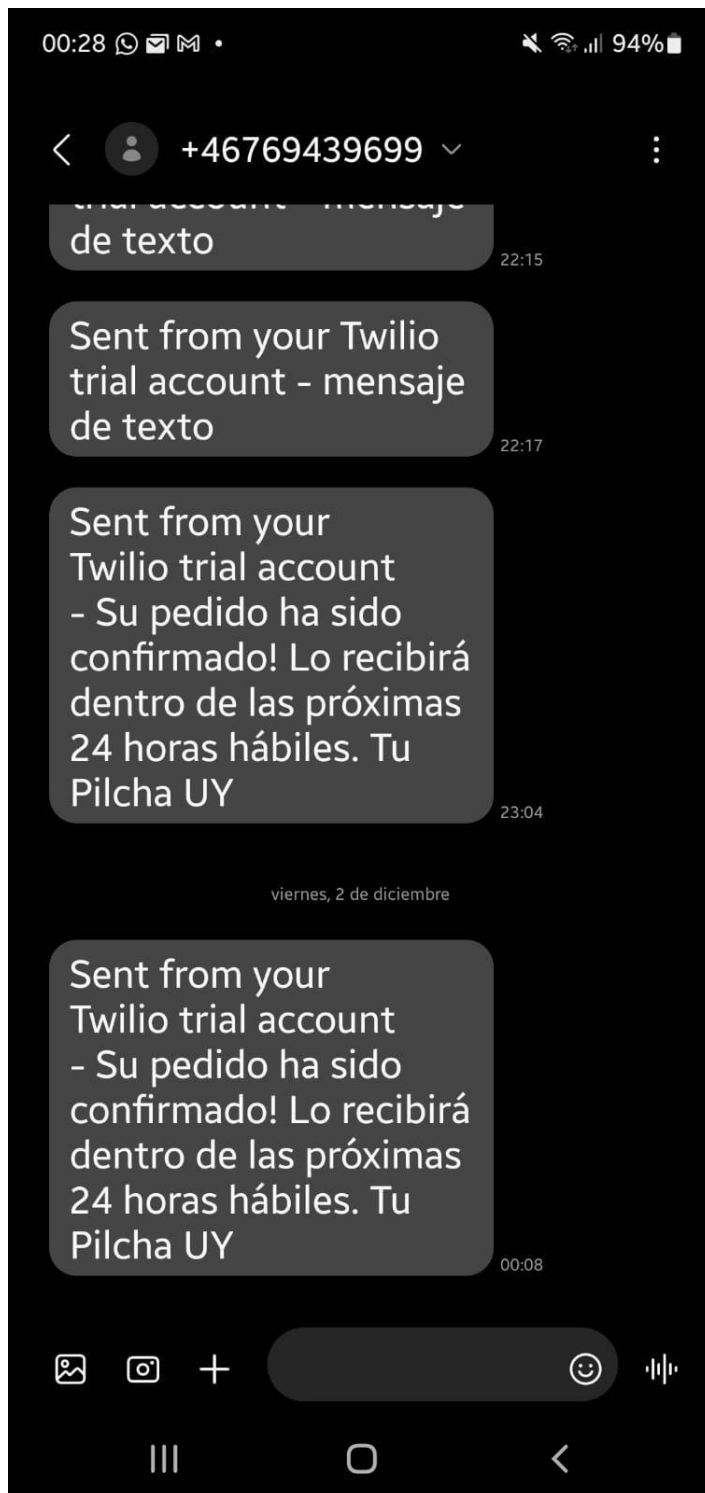 00:28
94%
+46769439699
de texto
22:15
Sent from your Twilio
trial account - mensaje
de texto
22:17
Sent from your
Twilio trial account
- Su pedido ha sido
confirmado! Lo recibirá
dentro de las próximas
24 horas hábiles. Tu
Pilcha UY
23:04
viernes, 2 de diciembre
Sent from your
Twilio trial account
- Su pedido ha sido
confirmado! Lo recibirá
dentro de las próximas
24 horas hábiles. Tu
Pilcha UY
00:08